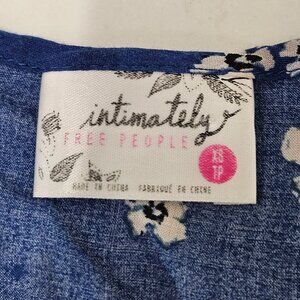 intimately
FREE PEOPLE
XS
TP
MADE IN CHINA FABRIQUÉ EN CHINE